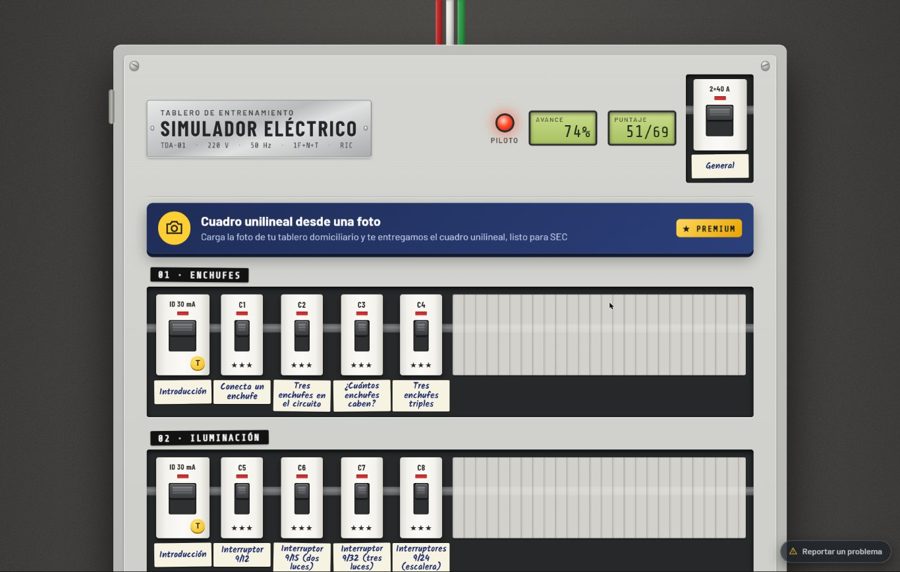 TABLERO DE ENTRENAMIENTO
SIMULADOR ELÉCTRICO
TDA-01 · 220 V · 50 Hz · 1F+N+T · RIC
PILOTO
AVANCE
74%
PUNTAJE
51/69
2×40 A
General
Cuadro unilineal desde una foto
Carga la foto de tu tablero domiciliario y te entregamos el cuadro unilineal, listo para SEC
★ PREMIUM
01 · ENCHUFES
ID 30 mA
T
Introducción
C1
★★★
Conecta un
enchufe
C2
★★★
Tres
enchufes en
el circuito
C3
★★★
¿Cuántos
enchufes
caben?
C4
★★★
Tres
enchufes
triples
02 · ILUMINACIÓN
ID 30 mA
T
Introducción
C5
★★★
Interruptor
9/12
C6
★★★
Interruptor
9/15 (dos
luces)
C7
★★★
Interruptor
9/32 (tres
luces)
C8
★★★
Interruptores
9/24
(escalera)
Reportar un problema